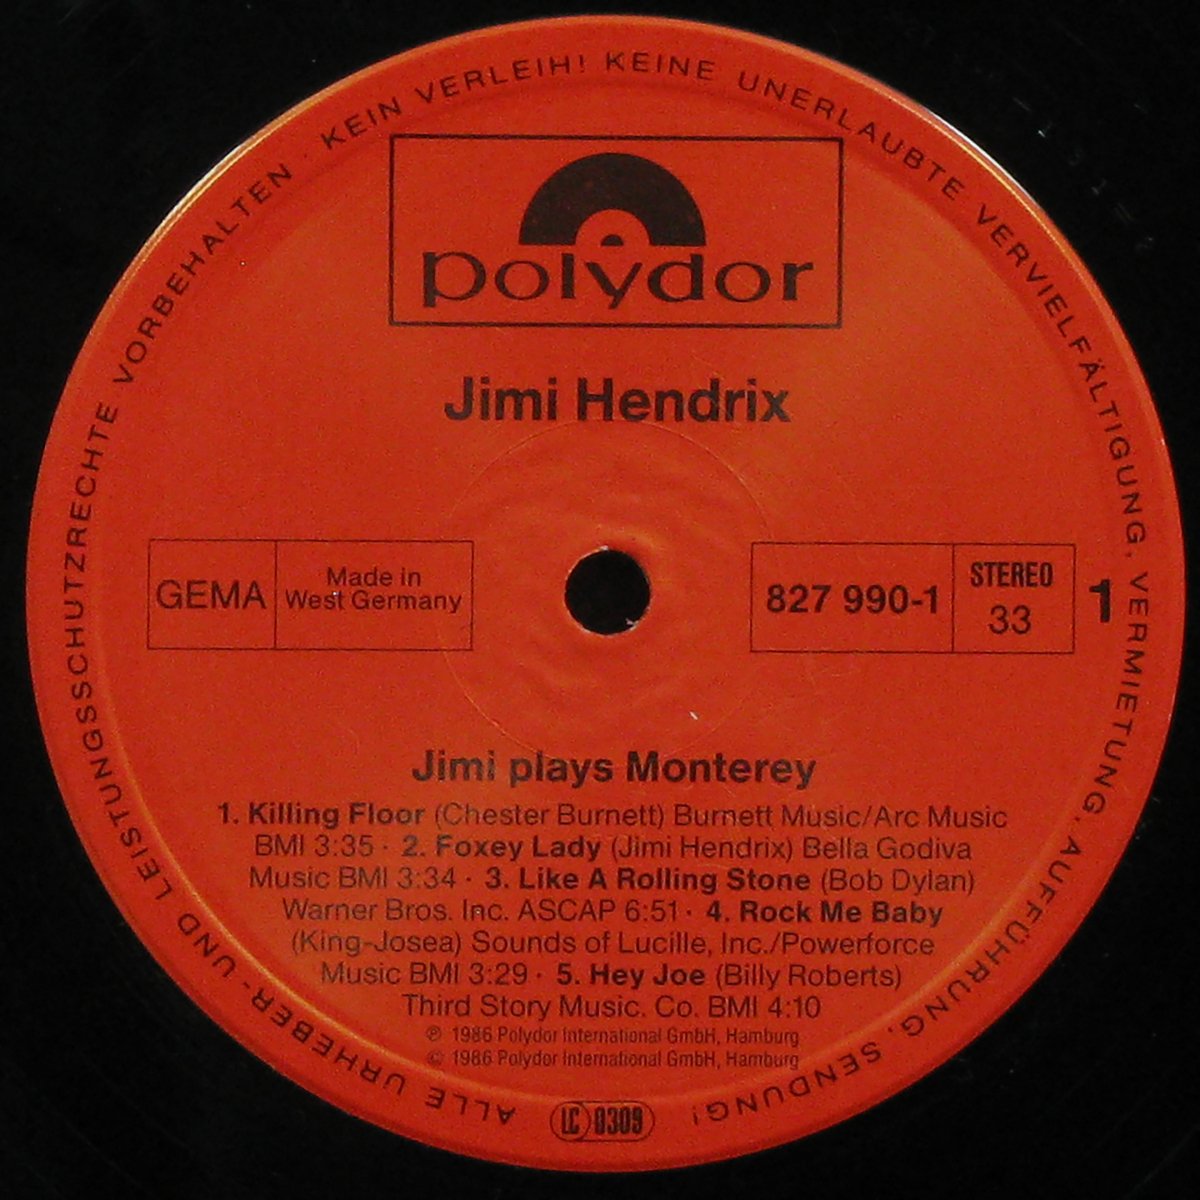 ALLE URHEBER- UND LEISTUNGSSCHUTZRECHTE VORBEHALTEN · KEIN VERLEIH! KEINE UNERLAUBTE VERVIELFÄLTIGUNG, VERMIETUNG, AUFFÜHRUNG, SENDUNG!
polydor
Jimi Hendrix
GEMA
Made in
West Germany
827 990-1
STEREO
33
1
Jimi plays Monterey
1. Killing Floor (Chester Burnett) Burnett Music/Arc Music
BMI 3:35 · 2. Foxey Lady (Jimi Hendrix) Bella Godiva
Music BMI 3:34 · 3. Like A Rolling Stone (Bob Dylan)
Warner Bros. Inc. ASCAP 6:51 · 4. Rock Me Baby
(King-Josea) Sounds of Lucille, Inc./Powerforce
Music BMI 3:29 · 5. Hey Joe (Billy Roberts)
Third Story Music. Co. BMI 4:10
℗ 1986 Polydor International GmbH, Hamburg
© 1986 Polydor International GmbH, Hamburg
LC 0309